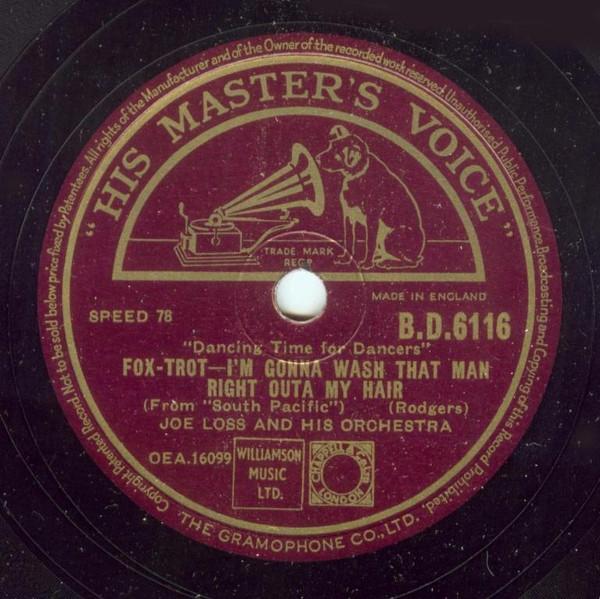 Copyright Patented Record. Not to be sold below price fixed by Patentees. All rights of the Manufacturer and of the Owner of the recorded work reserved. Unauthorised Public Performance, Broadcasting and Copying of this Record Prohibited.
"HIS MASTER'S VOICE"
TRADE MARK
REGD
MADE IN ENGLAND
SPEED 78
B.D.6116
"Dancing Time for Dancers"
FOX-TROT—I'M GONNA WASH THAT MAN
RIGHT OUTA MY HAIR
(From "South Pacific") (Rodgers)
JOE LOSS AND HIS ORCHESTRA
OEA.16099
WILLIAMSON
MUSIC
LTD.
CHAPPELL & CO LTD
LONDON
THE GRAMOPHONE CO., LTD.